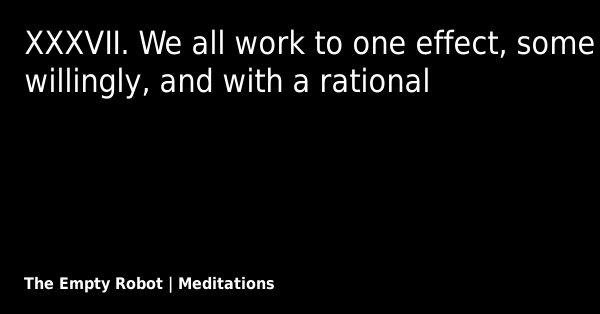 XXXVII. We all work to one effect, some
willingly, and with a rational
The Empty Robot | Meditations